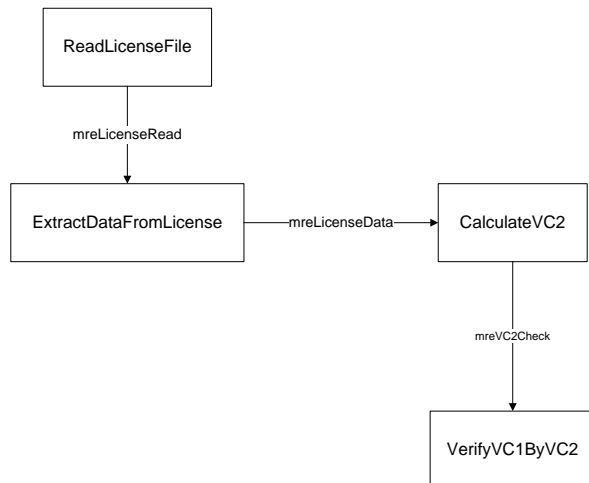 ReadLicenseFile
mreLicenseRead
ExtractDataFromLicense
mreLicenseData
CalculateVC2
mreVC2Check
VerifyVC1ByVC2